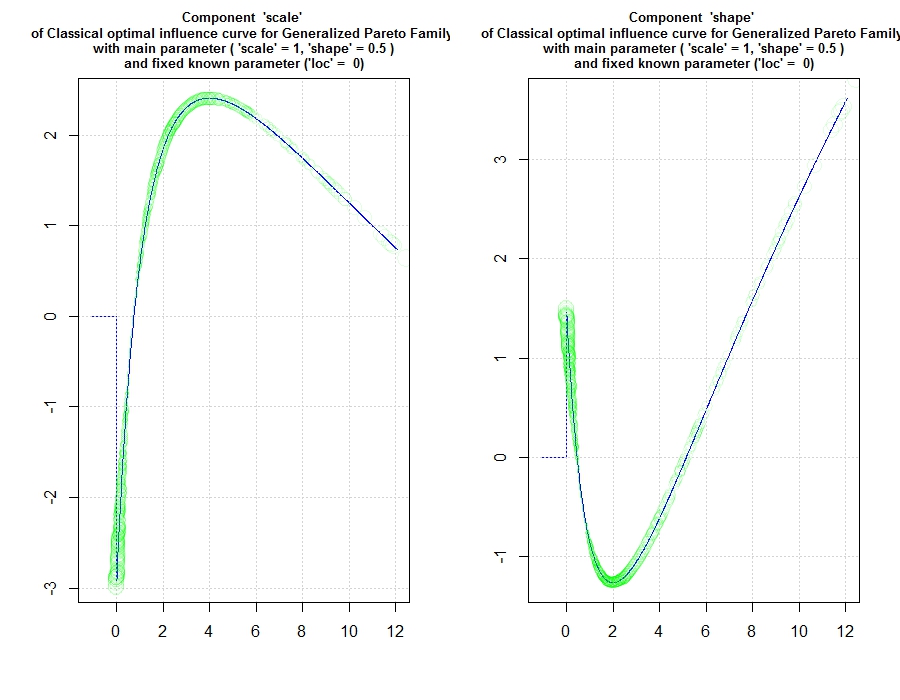 Component 'scale'
of Classical optimal influence curve for Generalized Pareto Family
with main parameter ( 'scale' = 1, 'shape' = 0.5 )
and fixed known parameter ('loc' = 0)
2
1
0
-1
-2
-3
0 2 4 6 8 10 12
Component 'shape'
of Classical optimal influence curve for Generalized Pareto Family
with main parameter ( 'scale' = 1, 'shape' = 0.5 )
and fixed known parameter ('loc' = 0)
3
2
1
0
-1
0 2 4 6 8 10 12